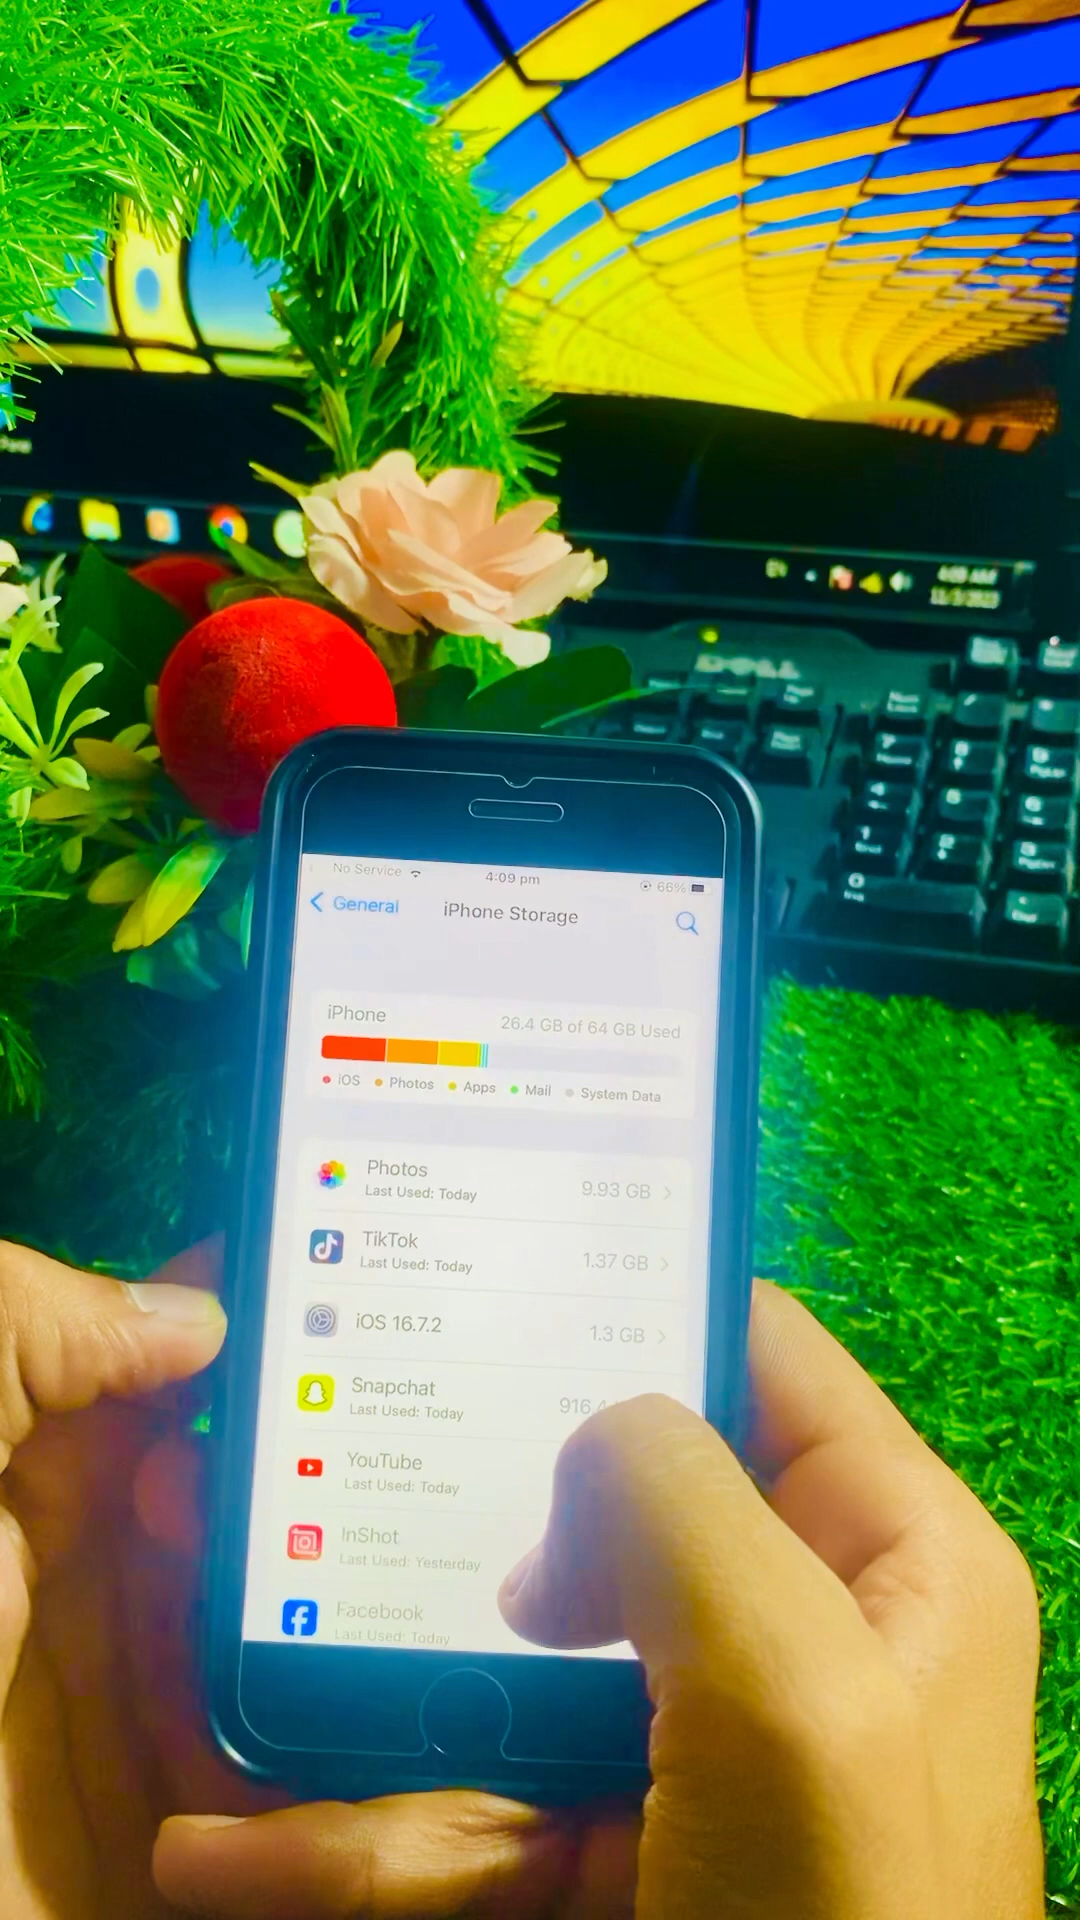 EN
DELL
No Service
4:09 pm
66%
General
iPhone Storage
iPhone
26.4 GB of 64 GB Used
iOS
Photos
Apps
Mail
System Data
Photos
Last Used: Today
9.93 GB
TikTok
Last Used: Today
1.37 GB
iOS 16.7.2
1.3 GB
Snapchat
Last Used: Today
916.4
YouTube
Last Used: Today
InShot
Last Used: Yesterday
Facebook
Last Used: Today